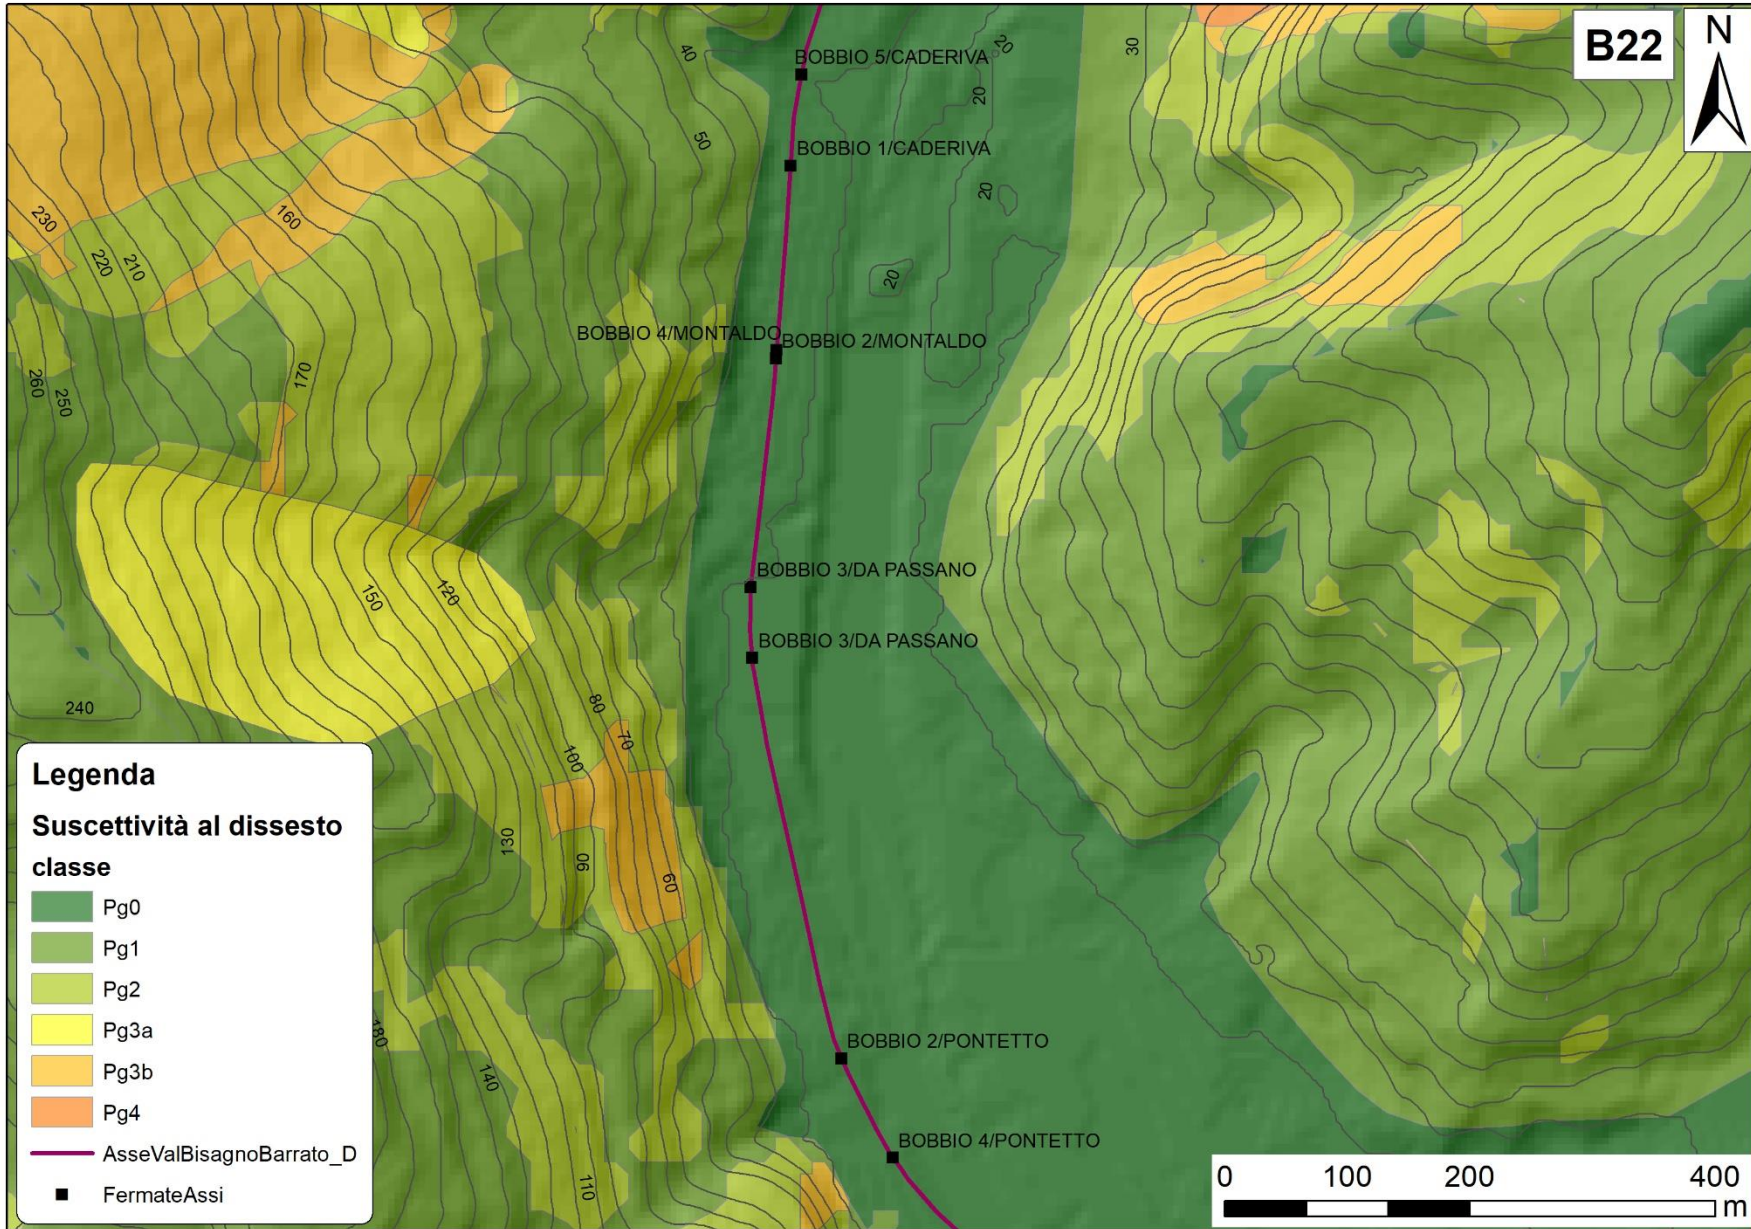 B22
N
BOBBIO 5/CADERIVA
BOBBIO 1/CADERIVA
BOBBIO 4/MONTALDO
BOBBIO 2/MONTALDO
BOBBIO 3/DA PASSANO
BOBBIO 3/DA PASSANO
BOBBIO 2/PONTETTO
BOBBIO 4/PONTETTO
40
50
20
20
20
20
30
230
220
210
160
170
260
250
150
120
240
80
70
100
130
90
60
180
140
110
Legenda
Suscettività al dissesto
classe
Pg0
Pg1
Pg2
Pg3a
Pg3b
Pg4
AsseValBisagnoBarrato_D
FermateAssi
0 100 200 400
m